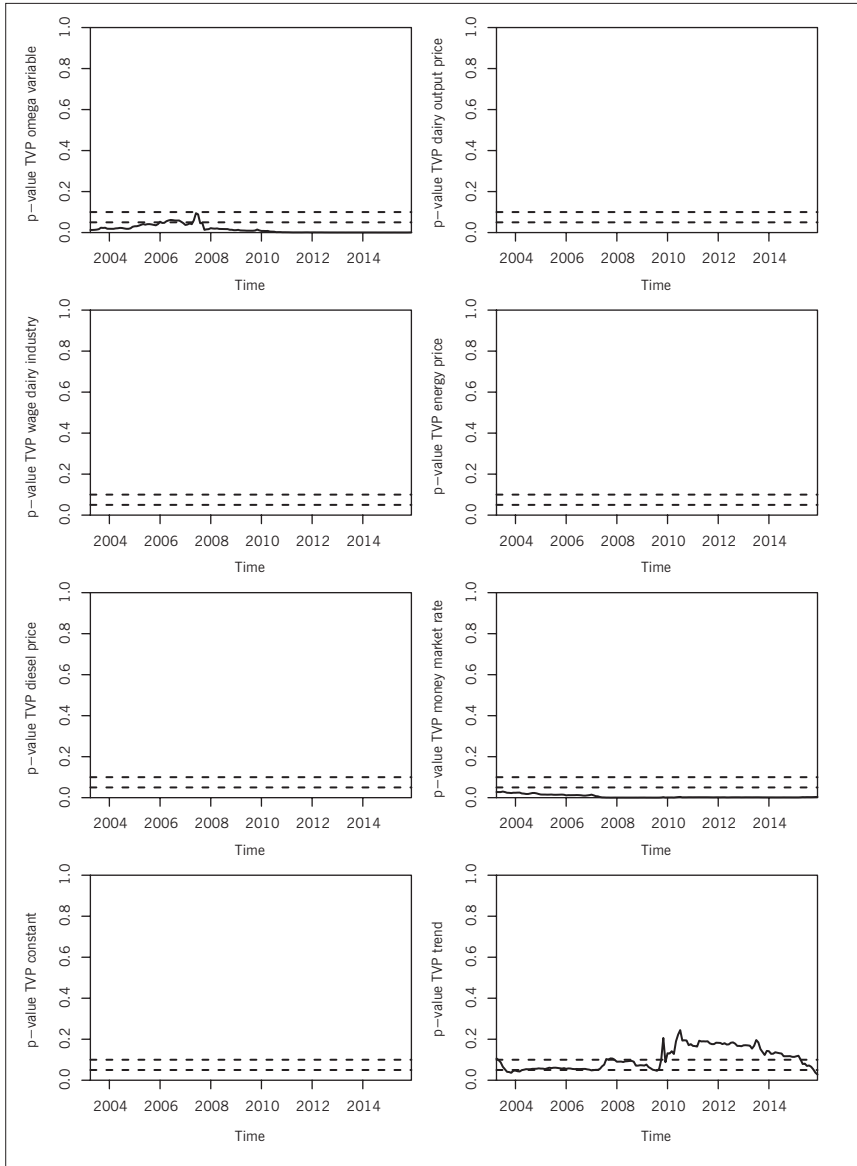 p−value TVP omega variable
0.0 0.2 0.4 0.6 0.8 1.0
2004 2006 2008 2010 2012 2014
Time
p−value TVP dairy output price
0.0 0.2 0.4 0.6 0.8 1.0
2004 2006 2008 2010 2012 2014
Time
p−value TVP wage dairy industry
0.0 0.2 0.4 0.6 0.8 1.0
2004 2006 2008 2010 2012 2014
Time
p−value TVP energy price
0.0 0.2 0.4 0.6 0.8 1.0
2004 2006 2008 2010 2012 2014
Time
p−value TVP diesel price
0.0 0.2 0.4 0.6 0.8 1.0
2004 2006 2008 2010 2012 2014
Time
p−value TVP money market rate
0.0 0.2 0.4 0.6 0.8 1.0
2004 2006 2008 2010 2012 2014
Time
p−value TVP constant
0.0 0.2 0.4 0.6 0.8 1.0
2004 2006 2008 2010 2012 2014
Time
p−value TVP trend
0.0 0.2 0.4 0.6 0.8 1.0
2004 2006 2008 2010 2012 2014
Time